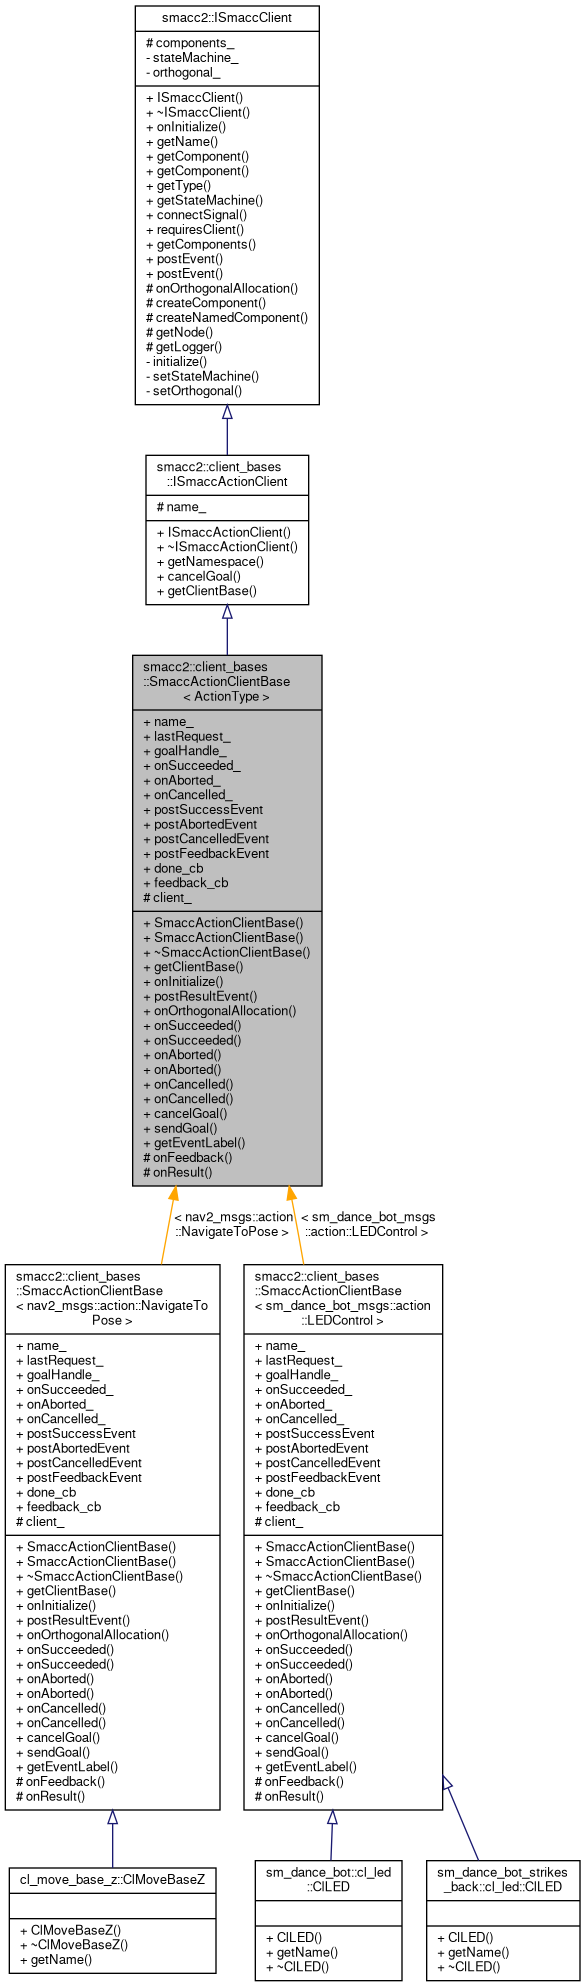 smacc2::ISmaccClient
# components_
- stateMachine_
- orthogonal_
+ ISmaccClient()
+ ~ISmaccClient()
+ onInitialize()
+ getName()
+ getComponent()
+ getComponent()
+ getType()
+ getStateMachine()
+ connectSignal()
+ requiresClient()
+ getComponents()
+ postEvent()
+ postEvent()
# onOrthogonalAllocation()
# createComponent()
# createNamedComponent()
# getNode()
# getLogger()
- initialize()
- setStateMachine()
- setOrthogonal()
smacc2::client_bases
::ISmaccActionClient
# name_
+ ISmaccActionClient()
+ ~ISmaccActionClient()
+ getNamespace()
+ cancelGoal()
+ getClientBase()
smacc2::client_bases
::SmaccActionClientBase
< ActionType >
+ name_
+ lastRequest_
+ goalHandle_
+ onSucceeded_
+ onAborted_
+ onCancelled_
+ postSuccessEvent
+ postAbortedEvent
+ postCancelledEvent
+ postFeedbackEvent
+ done_cb
+ feedback_cb
# client_
+ SmaccActionClientBase()
+ SmaccActionClientBase()
+ ~SmaccActionClientBase()
+ getClientBase()
+ onInitialize()
+ postResultEvent()
+ onOrthogonalAllocation()
+ onSucceeded()
+ onSucceeded()
+ onAborted()
+ onAborted()
+ onCancelled()
+ onCancelled()
+ cancelGoal()
+ sendGoal()
+ getEventLabel()
# onFeedback()
# onResult()
< nav2_msgs::action
::NavigateToPose >
< sm_dance_bot_msgs
::action::LEDControl >
smacc2::client_bases
::SmaccActionClientBase
< nav2_msgs::action::NavigateTo
Pose >
+ name_
+ lastRequest_
+ goalHandle_
+ onSucceeded_
+ onAborted_
+ onCancelled_
+ postSuccessEvent
+ postAbortedEvent
+ postCancelledEvent
+ postFeedbackEvent
+ done_cb
+ feedback_cb
# client_
+ SmaccActionClientBase()
+ SmaccActionClientBase()
+ ~SmaccActionClientBase()
+ getClientBase()
+ onInitialize()
+ postResultEvent()
+ onOrthogonalAllocation()
+ onSucceeded()
+ onSucceeded()
+ onAborted()
+ onAborted()
+ onCancelled()
+ onCancelled()
+ cancelGoal()
+ sendGoal()
+ getEventLabel()
# onFeedback()
# onResult()
smacc2::client_bases
::SmaccActionClientBase
< sm_dance_bot_msgs::action
::LEDControl >
+ name_
+ lastRequest_
+ goalHandle_
+ onSucceeded_
+ onAborted_
+ onCancelled_
+ postSuccessEvent
+ postAbortedEvent
+ postCancelledEvent
+ postFeedbackEvent
+ done_cb
+ feedback_cb
# client_
+ SmaccActionClientBase()
+ SmaccActionClientBase()
+ ~SmaccActionClientBase()
+ getClientBase()
+ onInitialize()
+ postResultEvent()
+ onOrthogonalAllocation()
+ onSucceeded()
+ onSucceeded()
+ onAborted()
+ onAborted()
+ onCancelled()
+ onCancelled()
+ cancelGoal()
+ sendGoal()
+ getEventLabel()
# onFeedback()
# onResult()
cl_move_base_z::ClMoveBaseZ
+ ClMoveBaseZ()
+ ~ClMoveBaseZ()
+ getName()
sm_dance_bot::cl_led
::ClLED
+ ClLED()
+ getName()
+ ~ClLED()
sm_dance_bot_strikes
_back::cl_led::ClLED
+ ClLED()
+ getName()
+ ~ClLED()